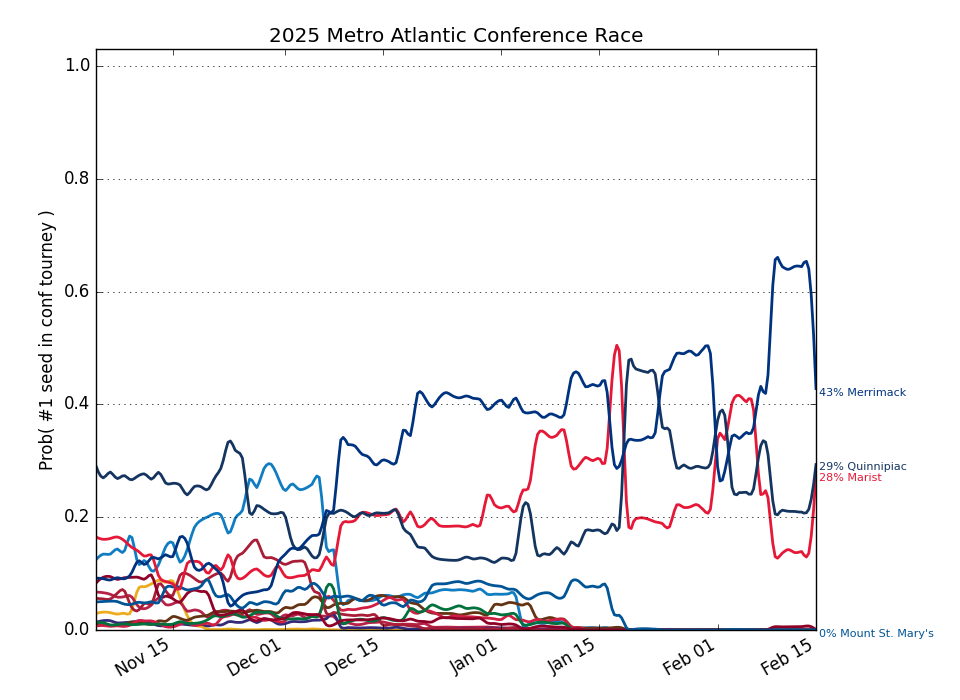 2025 Metro Atlantic Conference Race
Prob( #1 seed in conf tourney )
1.0
0.8
0.6
0.4
0.2
0.0
43% Merrimack
29% Quinnipiac
28% Marist
0% Mount St. Mary's
Nov 15
Dec 01
Dec 15
Jan 01
Jan 15
Feb 01
Feb 15